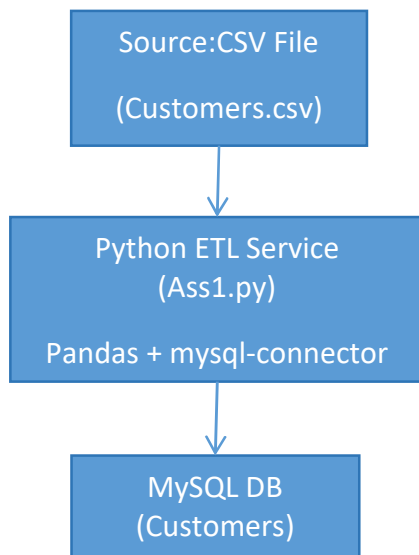 Source:CSV File
(Customers.csv)
Python ETL Service
(Ass1.py)
Pandas + mysql-connector
MySQL DB
(Customers)